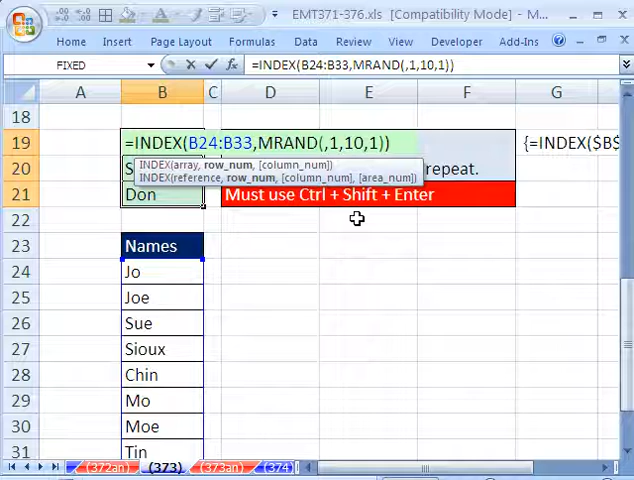 EMT371-376.xls [Compatibility Mode] - M...
Home Insert Page Layout Formulas Data Review View Developer Add-Ins
FIXED =INDEX(B24:B33,MRAND(,1,10,1))
A B C D E F G
18
19 =INDEX(B24:B33,MRAND(,1,10,1)) {=INDEX($B$
INDEX(array, row_num, [column_num])
20 S repeat.
INDEX(reference, row_num, [column_num], [area_num])
21 Don Must use Ctrl + Shift + Enter
22
23 Names
24 Jo
25 Joe
26 Sue
27 Sioux
28 Chin
29 Mo
30 Moe
31 Tin
(372an) (373) (373an) (374)